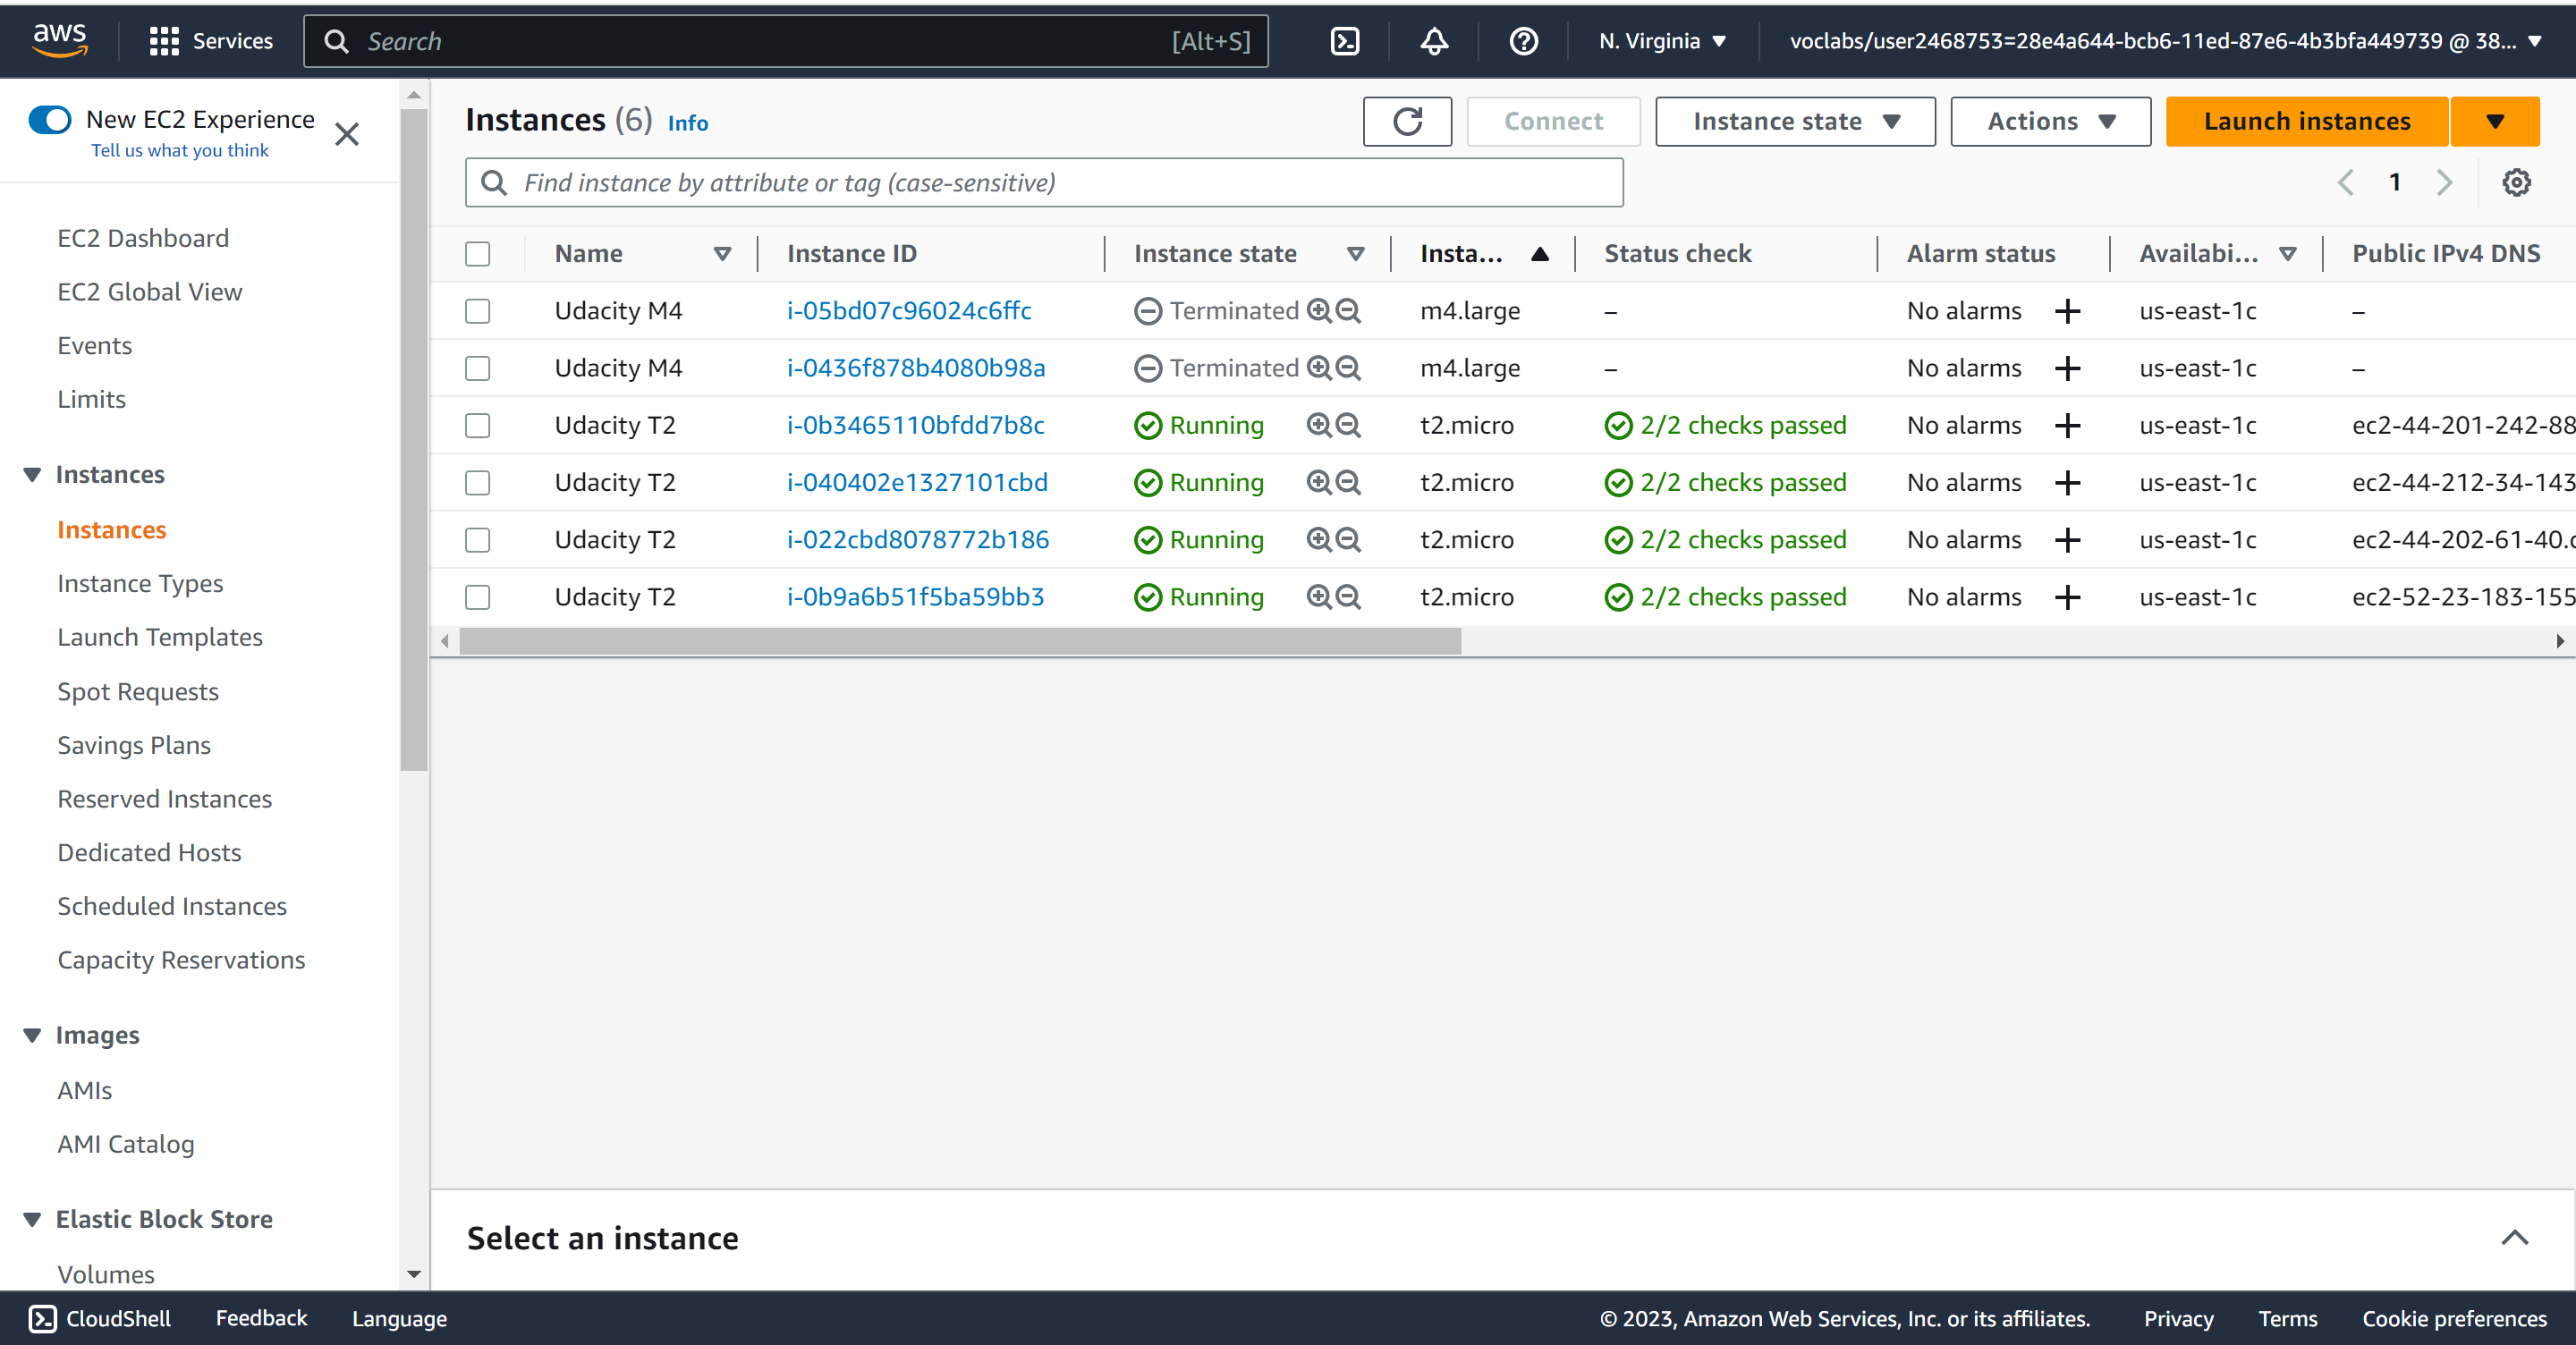 aws Services Search [Alt+S] N. Virginia voclabs/user2468753=28e4a644-bcb6-11ed-87e6-4b3bfa449739 @ 38...
New EC2 Experience
Tell us what you think
EC2 Dashboard
EC2 Global View
Events
Limits
Instances
Instances
Instance Types
Launch Templates
Spot Requests
Savings Plans
Reserved Instances
Dedicated Hosts
Scheduled Instances
Capacity Reservations
Images
AMIs
AMI Catalog
Elastic Block Store
Volumes
Instances (6) Info Connect Instance state Actions Launch instances
Find instance by attribute or tag (case-sensitive) 1
Name Instance ID Instance state Insta... Status check Alarm status Availabi... Public IPv4 DNS
Udacity M4 i-05bd07c96024c6ffc Terminated m4.large – No alarms + us-east-1c –
Udacity M4 i-0436f878b4080b98a Terminated m4.large – No alarms + us-east-1c –
Udacity T2 i-0b3465110bfdd7b8c Running t2.micro 2/2 checks passed No alarms + us-east-1c ec2-44-201-242-88
Udacity T2 i-040402e1327101cbd Running t2.micro 2/2 checks passed No alarms + us-east-1c ec2-44-212-34-143
Udacity T2 i-022cbd8078772b186 Running t2.micro 2/2 checks passed No alarms + us-east-1c ec2-44-202-61-40.c
Udacity T2 i-0b9a6b51f5ba59bb3 Running t2.micro 2/2 checks passed No alarms + us-east-1c ec2-52-23-183-155
Select an instance
CloudShell Feedback Language © 2023, Amazon Web Services, Inc. or its affiliates. Privacy Terms Cookie preferences